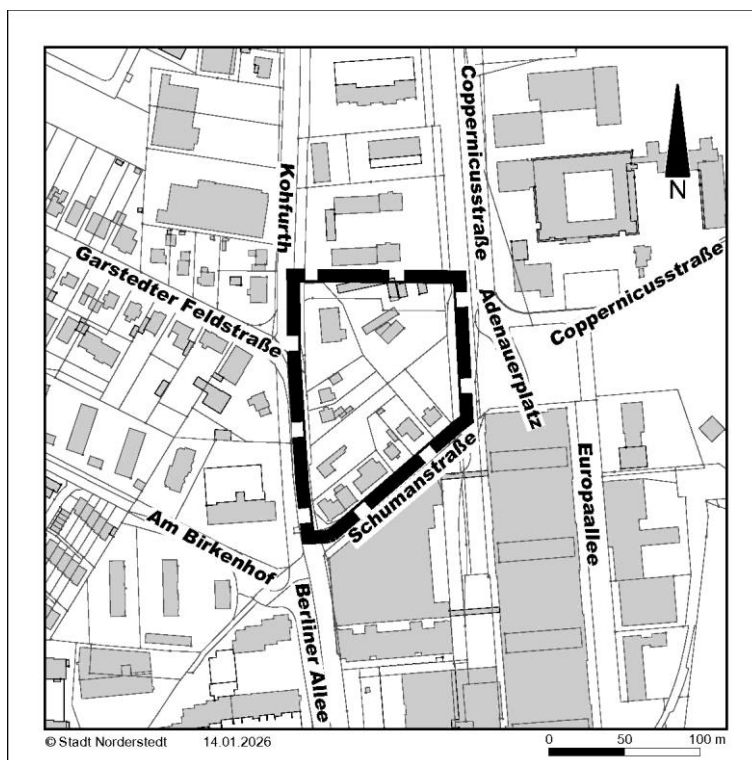 Kohfurth
Coppernicusstraße
N
Garstedter Feldstraße
Coppernicusstraße
Adenauerplatz
Schumanstraße
Europaallee
Am Birkenhof
Berliner Allee
© Stadt Norderstedt 14.01.2026
0 50 100 m